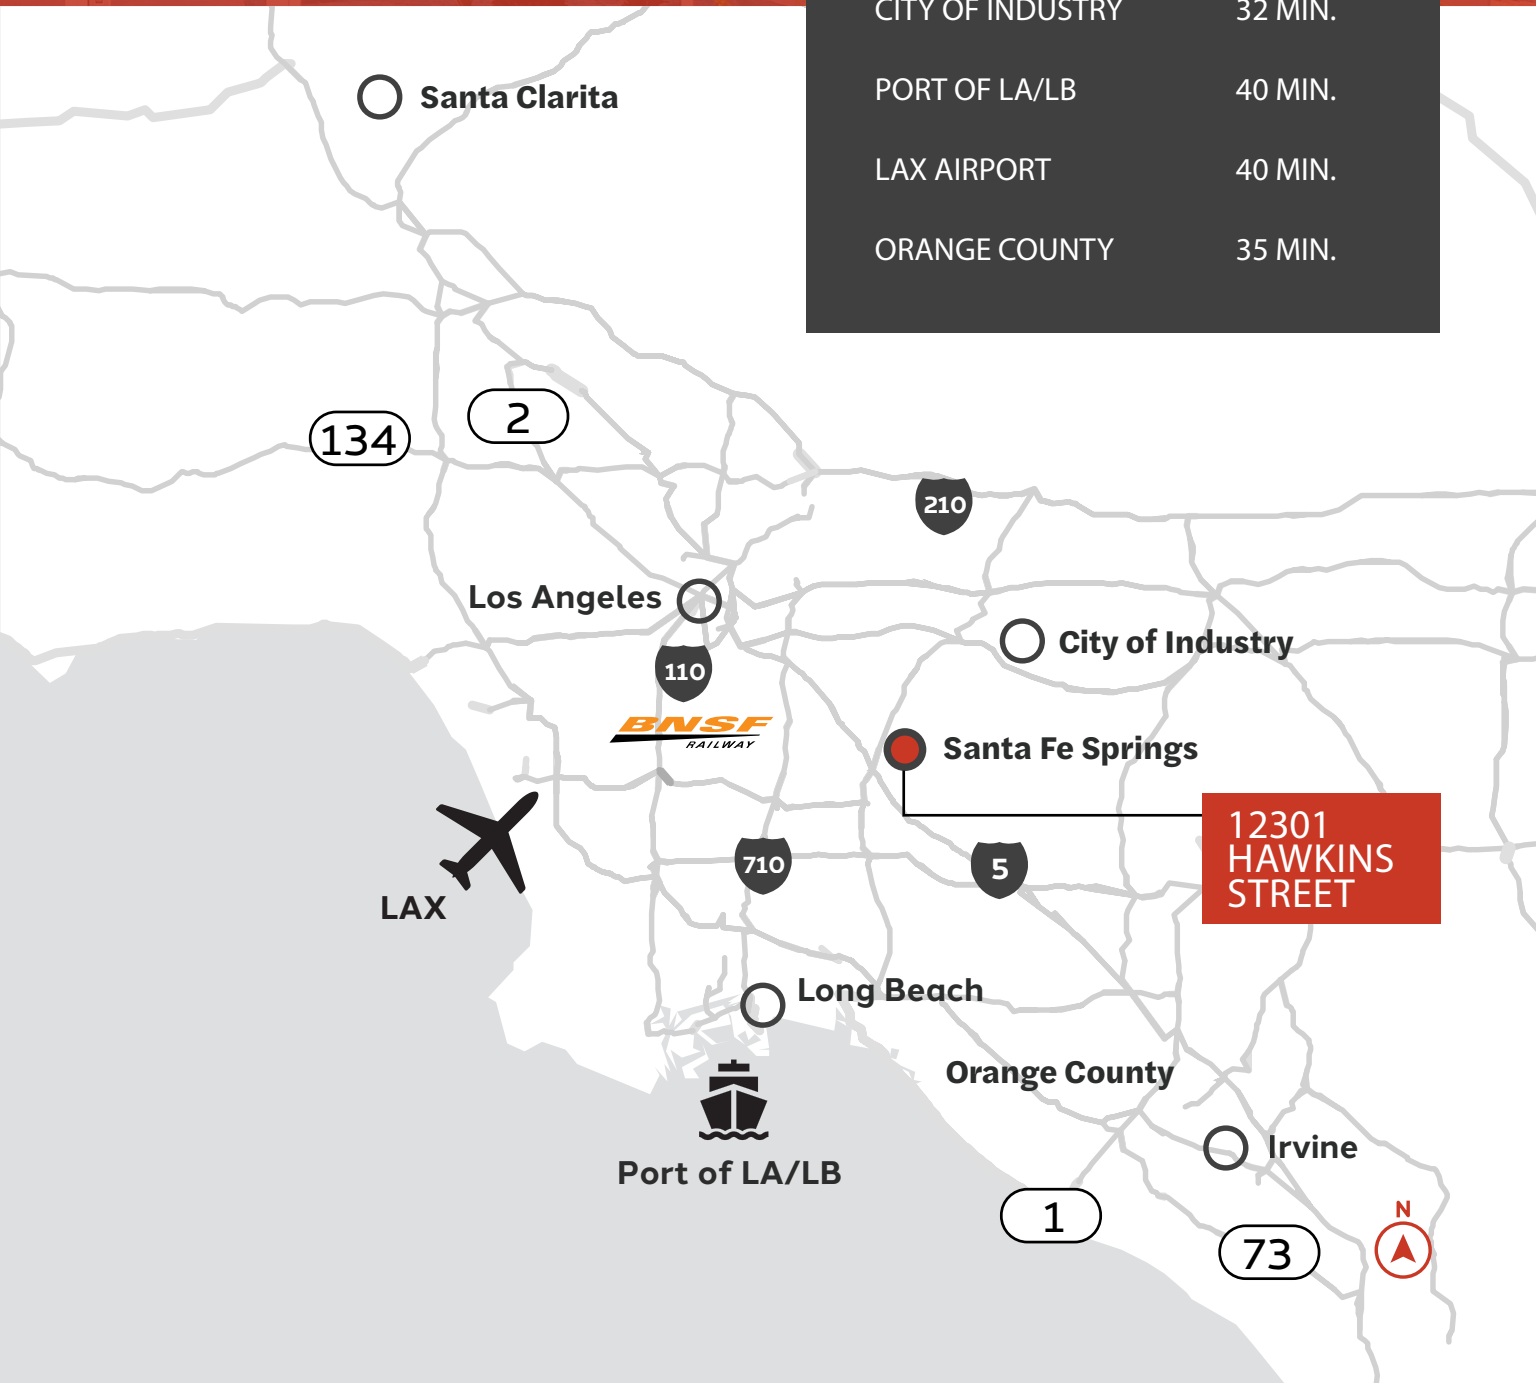 CITY OF INDUSTRY 32 MIN.
PORT OF LA/LB 40 MIN.
LAX AIRPORT 40 MIN.
ORANGE COUNTY 35 MIN.
Santa Clarita
134
2
210
Los Angeles
City of Industry
110
BNSF
RAILWAY
Santa Fe Springs
12301
HAWKINS
STREET
710
5
LAX
Long Beach
Orange County
Irvine
Port of LA/LB
1
N
73